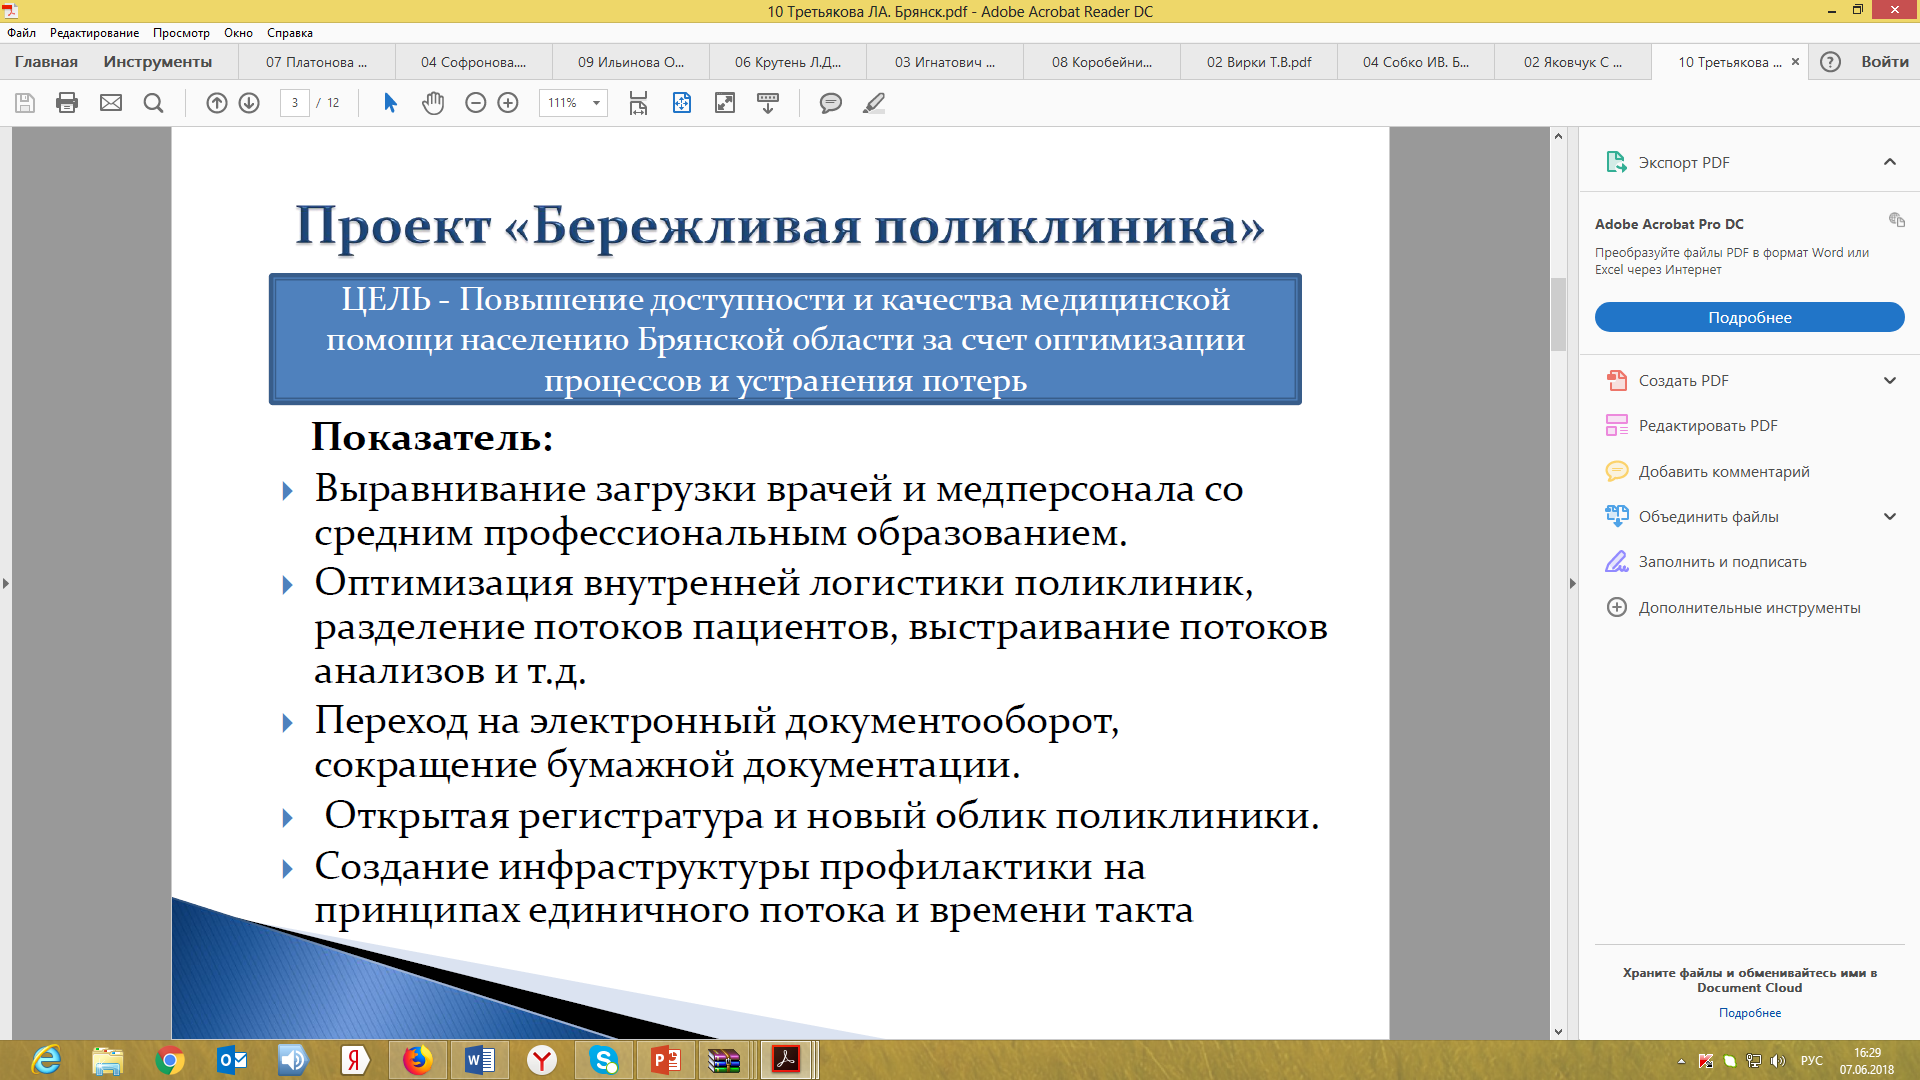 10 Третьякова ЛА. Брянск.pdf - Adobe Acrobat Reader DC
Файл Редактирование Просмотр Окно Справка
Главная Инструменты 07 Платонова ... 04 Софронова.... 09 Ильинова О... 06 Крутень Л.Д... 03 Игнатович ... 08 Коробейни... 02 Вирки Т.В.pdf 04 Собко ИВ. Б... 02 Яковчук С ... 10 Третьякова ... × ? Войти
3 / 12 111%
Проект «Бережливая поликлиника»
ЦЕЛЬ - Повышение доступности и качества медицинской
помощи населению Брянской области за счет оптимизации
процессов и устранения потерь
Показатель:
Выравнивание загрузки врачей и медперсонала со
средним профессиональным образованием.
Оптимизация внутренней логистики поликлиник,
разделение потоков пациентов, выстраивание потоков
анализов и т.д.
Переход на электронный документооборот,
сокращение бумажной документации.
Открытая регистратура и новый облик поликлиники.
Создание инфраструктуры профилактики на
принципах единичного потока и времени такта
Экспорт PDF
Adobe Acrobat Pro DC
Преобразуйте файлы PDF в формат Word или
Excel через Интернет
Подробнее
Создать PDF
Редактировать PDF
Добавить комментарий
Объединить файлы
Заполнить и подписать
Дополнительные инструменты
Храните файлы и обменивайтесь ими в
Document Cloud
Подробнее
РУС
16:29
07.06.2018